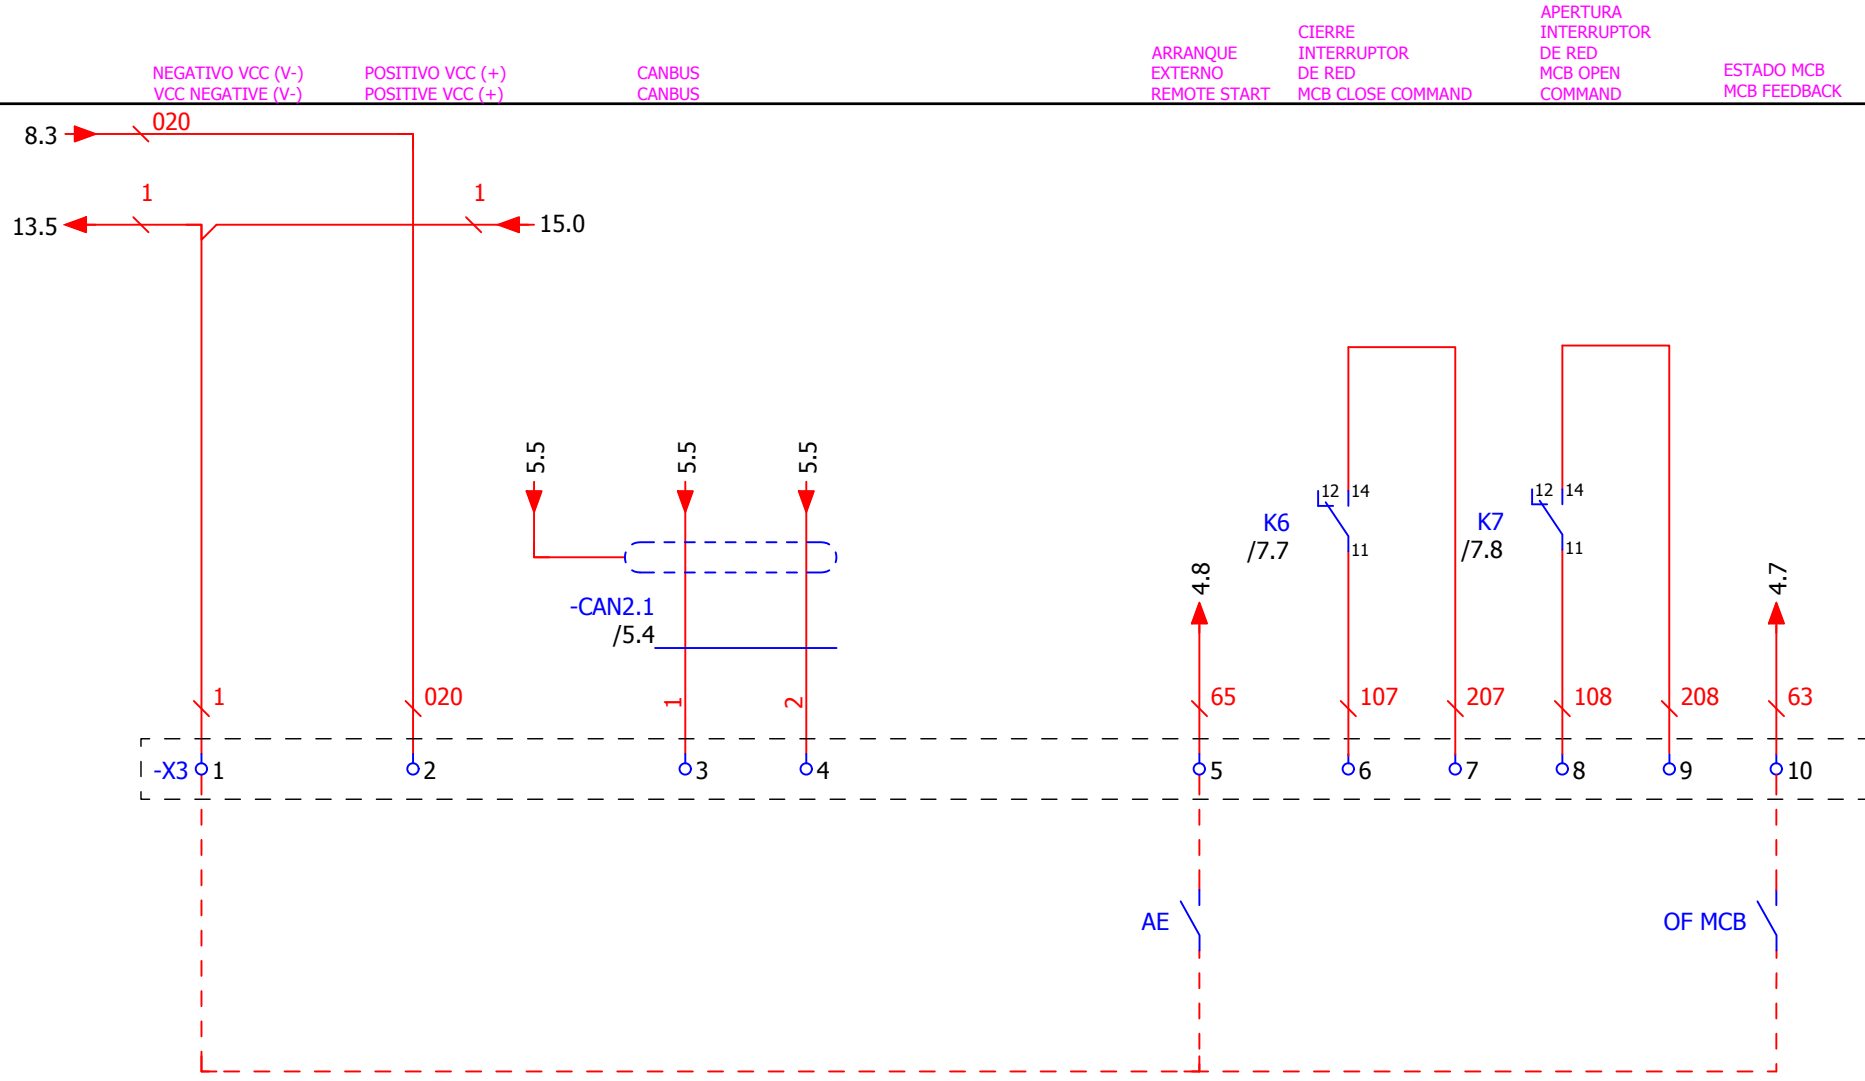 NEGATIVO VCC (V-)
VCC NEGATIVE (V-)
POSITIVO VCC (+)
POSITIVE VCC (+)
CANBUS
CANBUS
ARRANQUE
EXTERNO
REMOTE START
CIERRE
INTERRUPTOR
DE RED
MCB CLOSE COMMAND
APERTURA
INTERRUPTOR
DE RED
MCB OPEN
COMMAND
ESTADO MCB
MCB FEEDBACK
8.3
020
1
1
13.5
15.0
5.5
5.5
5.5
12 14
K6
/7.7
11
12 14
K7
/7.8
11
4.8
4.7
-CAN2.1
/5.4
1
020
1
2
65
107
207
108
208
63
-X3 1
2
3
4
5
6
7
8
9
10
AE
OF MCB